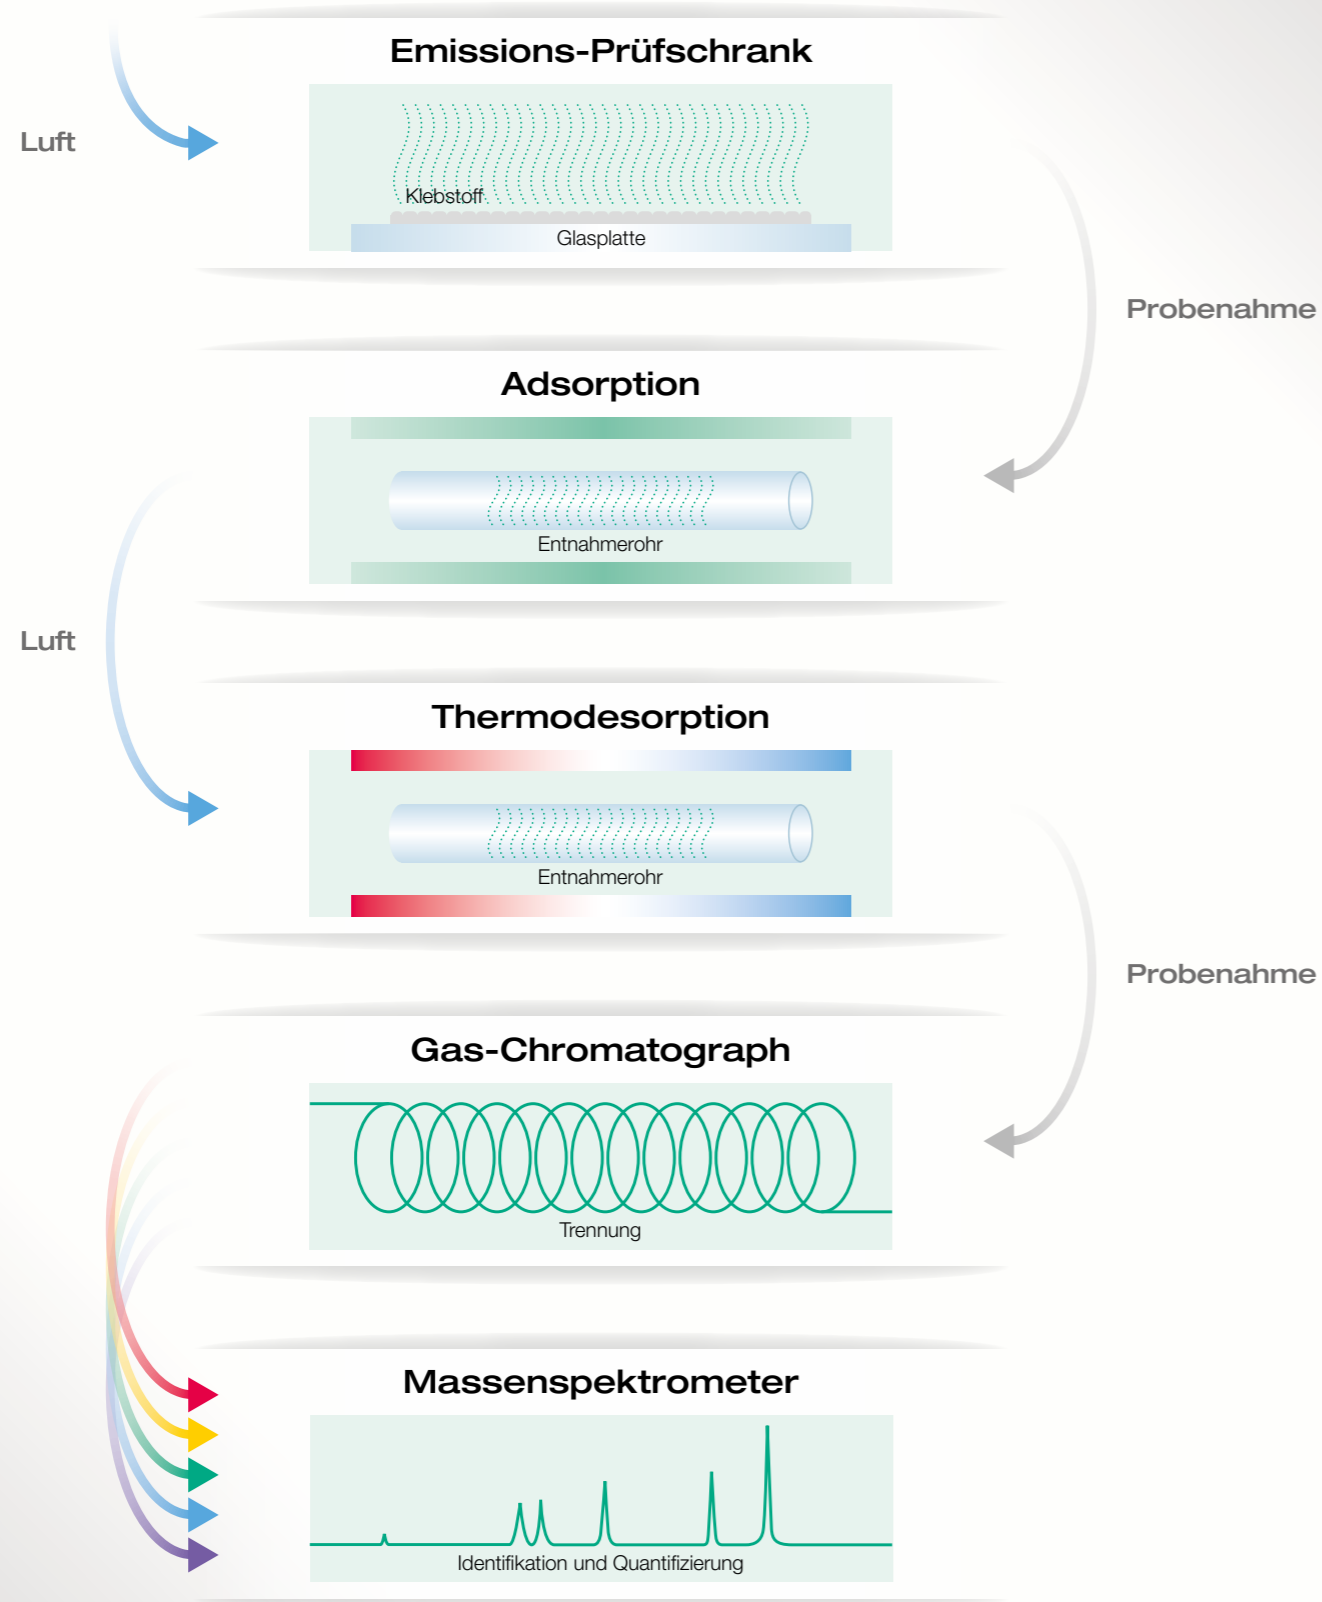 Emissions-Prüfschrank
Luft
Klebstoff
Glasplatte
Probenahme
Adsorption
Entnahmerohr
Luft
Thermodesorption
Entnahmerohr
Probenahme
Gas-Chromatograph
Trennung
Massenspektrometer
Identifikation und Quantifizierung